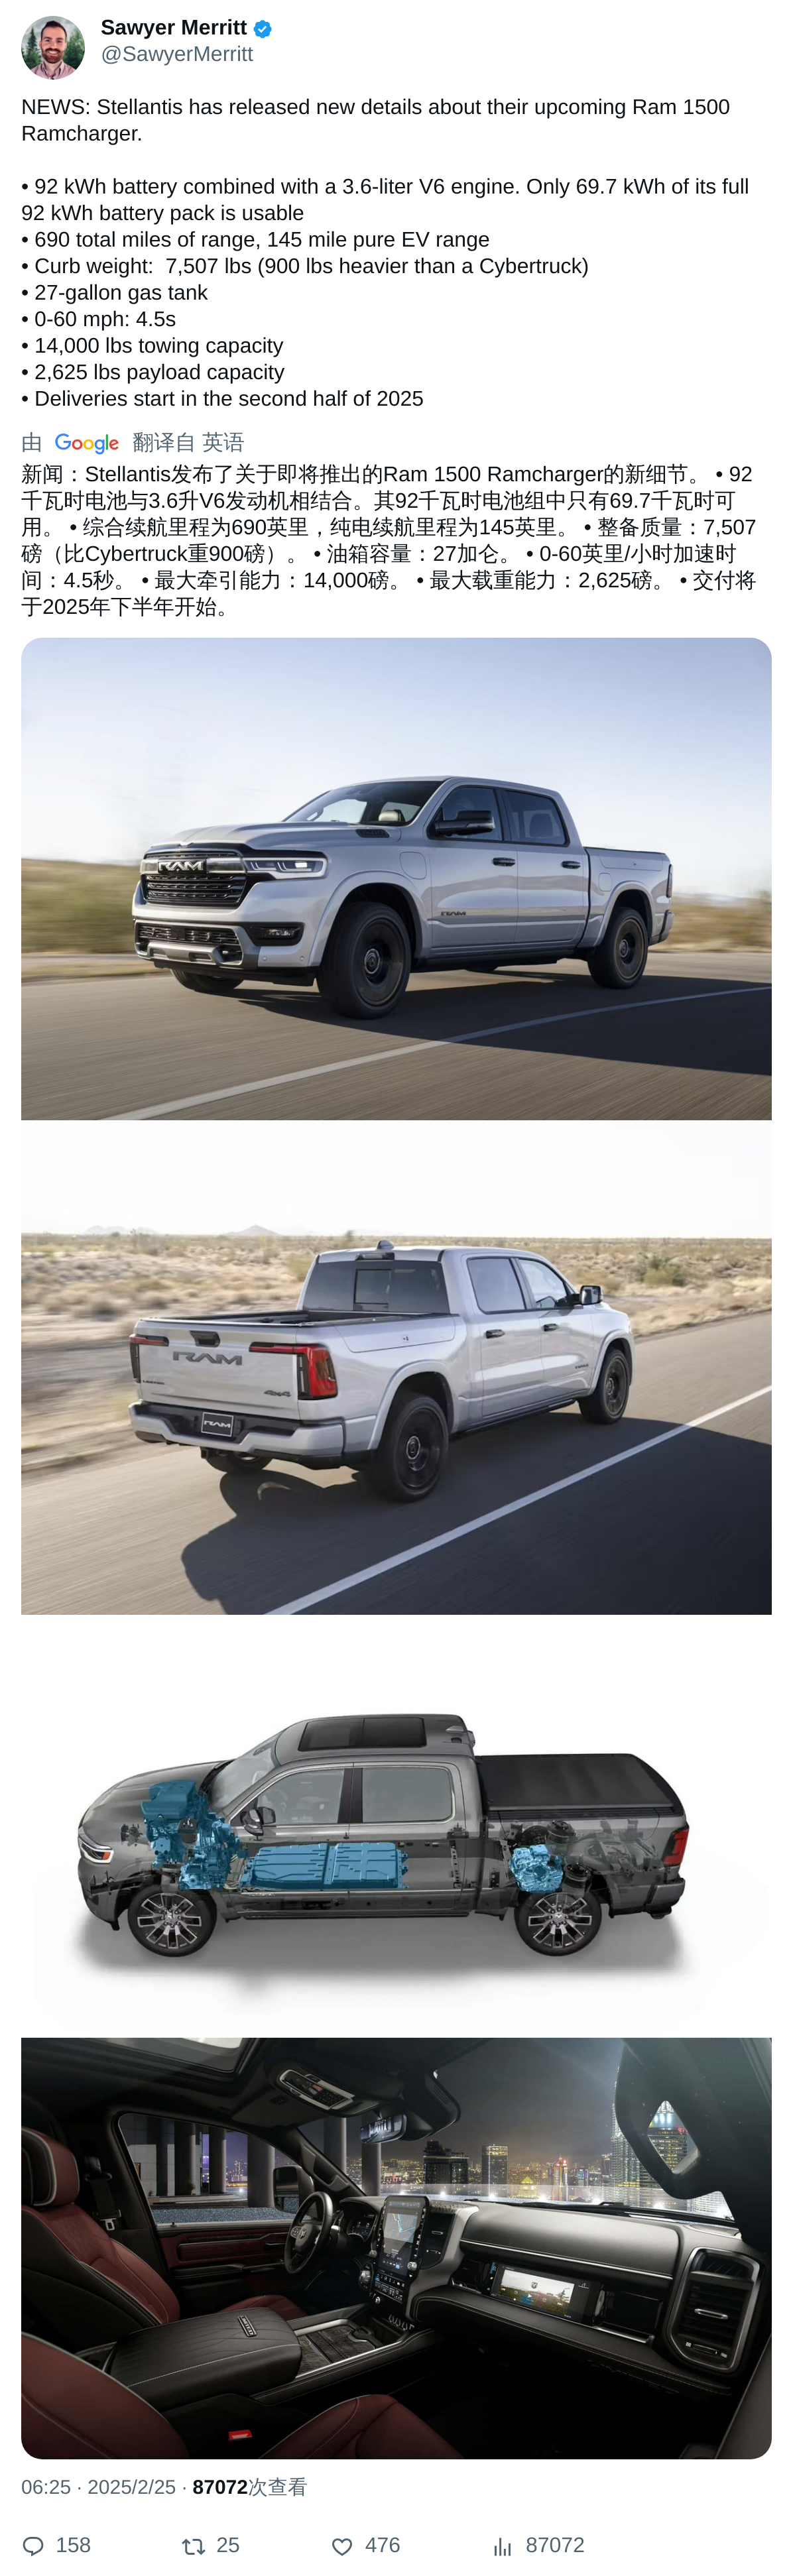 Sawyer Merritt
@SawyerMerritt
NEWS: Stellantis has released new details about their upcoming Ram 1500
Ramcharger.
• 92 kWh battery combined with a 3.6-liter V6 engine. Only 69.7 kWh of its full
92 kWh battery pack is usable
• 690 total miles of range, 145 mile pure EV range
• Curb weight:  7,507 lbs (900 lbs heavier than a Cybertruck)
• 27-gallon gas tank
• 0-60 mph: 4.5s
• 14,000 lbs towing capacity
• 2,625 lbs payload capacity
• Deliveries start in the second half of 2025
由 Google 翻译自 英语
新闻：Stellantis发布了关于即将推出的Ram 1500 Ramcharger的新细节。 • 92
千瓦时电池与3.6升V6发动机相结合。其92千瓦时电池组中只有69.7千瓦时可
用。 • 综合续航里程为690英里，纯电续航里程为145英里。 • 整备质量：7,507
磅（比Cybertruck重900磅）。 • 油箱容量：27加仑。 • 0-60英里/小时加速时
间：4.5秒。 • 最大牵引能力：14,000磅。 • 最大载重能力：2,625磅。 • 交付将
于2025年下半年开始。
RAM
RAM
RAM
4x4
RAM
06:25 · 2025/2/25 · 87072次查看
158 25 476 87072